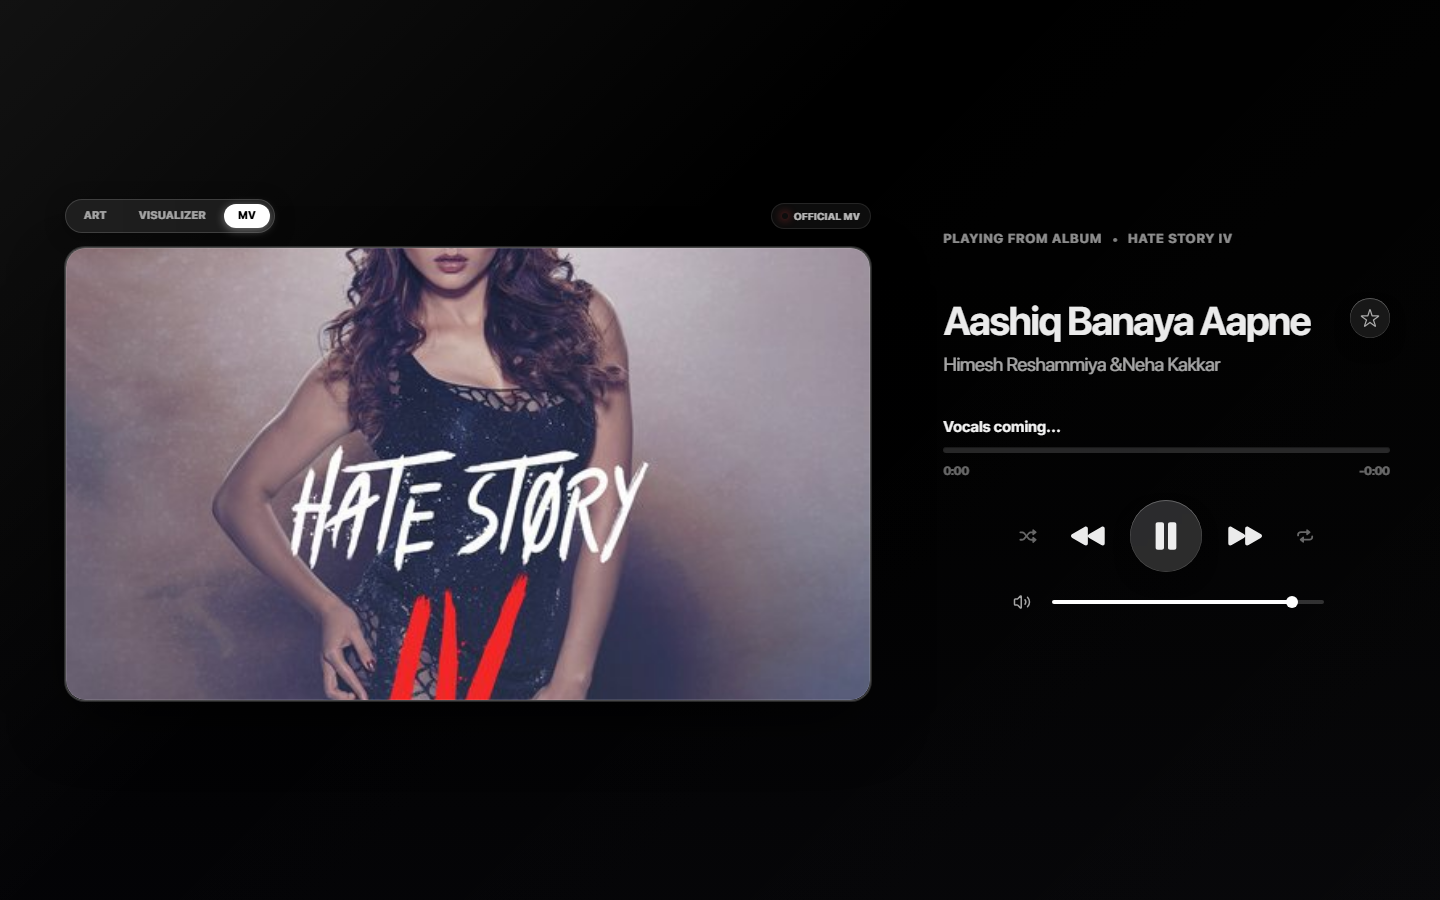 ART VISUALIZER MV
OFFICIAL MV
HATE STØRY
IV
PLAYING FROM ALBUM • HATE STORY IV
Aashiq Banaya Aapne
Himesh Reshammiya &Neha Kakkar
Vocals coming...
0:00 -0:00